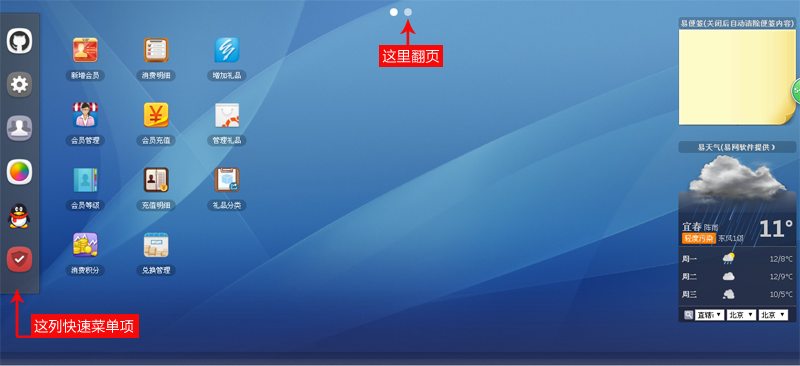 这里翻页
易便签(关闭后自动清除便签内容)
新增会员
消费明细
增加礼品
会员管理
会员充值
管理礼品
会员等级
充值明细
礼品分类
消费积分
兑换管理
易天气(易网软件提供)
宜春 阵雨
11°
轻度污染 东风1级
周一 12/8℃
周二 12/9℃
周三 10/5℃
直辖 北京 北京
这列快速菜单项